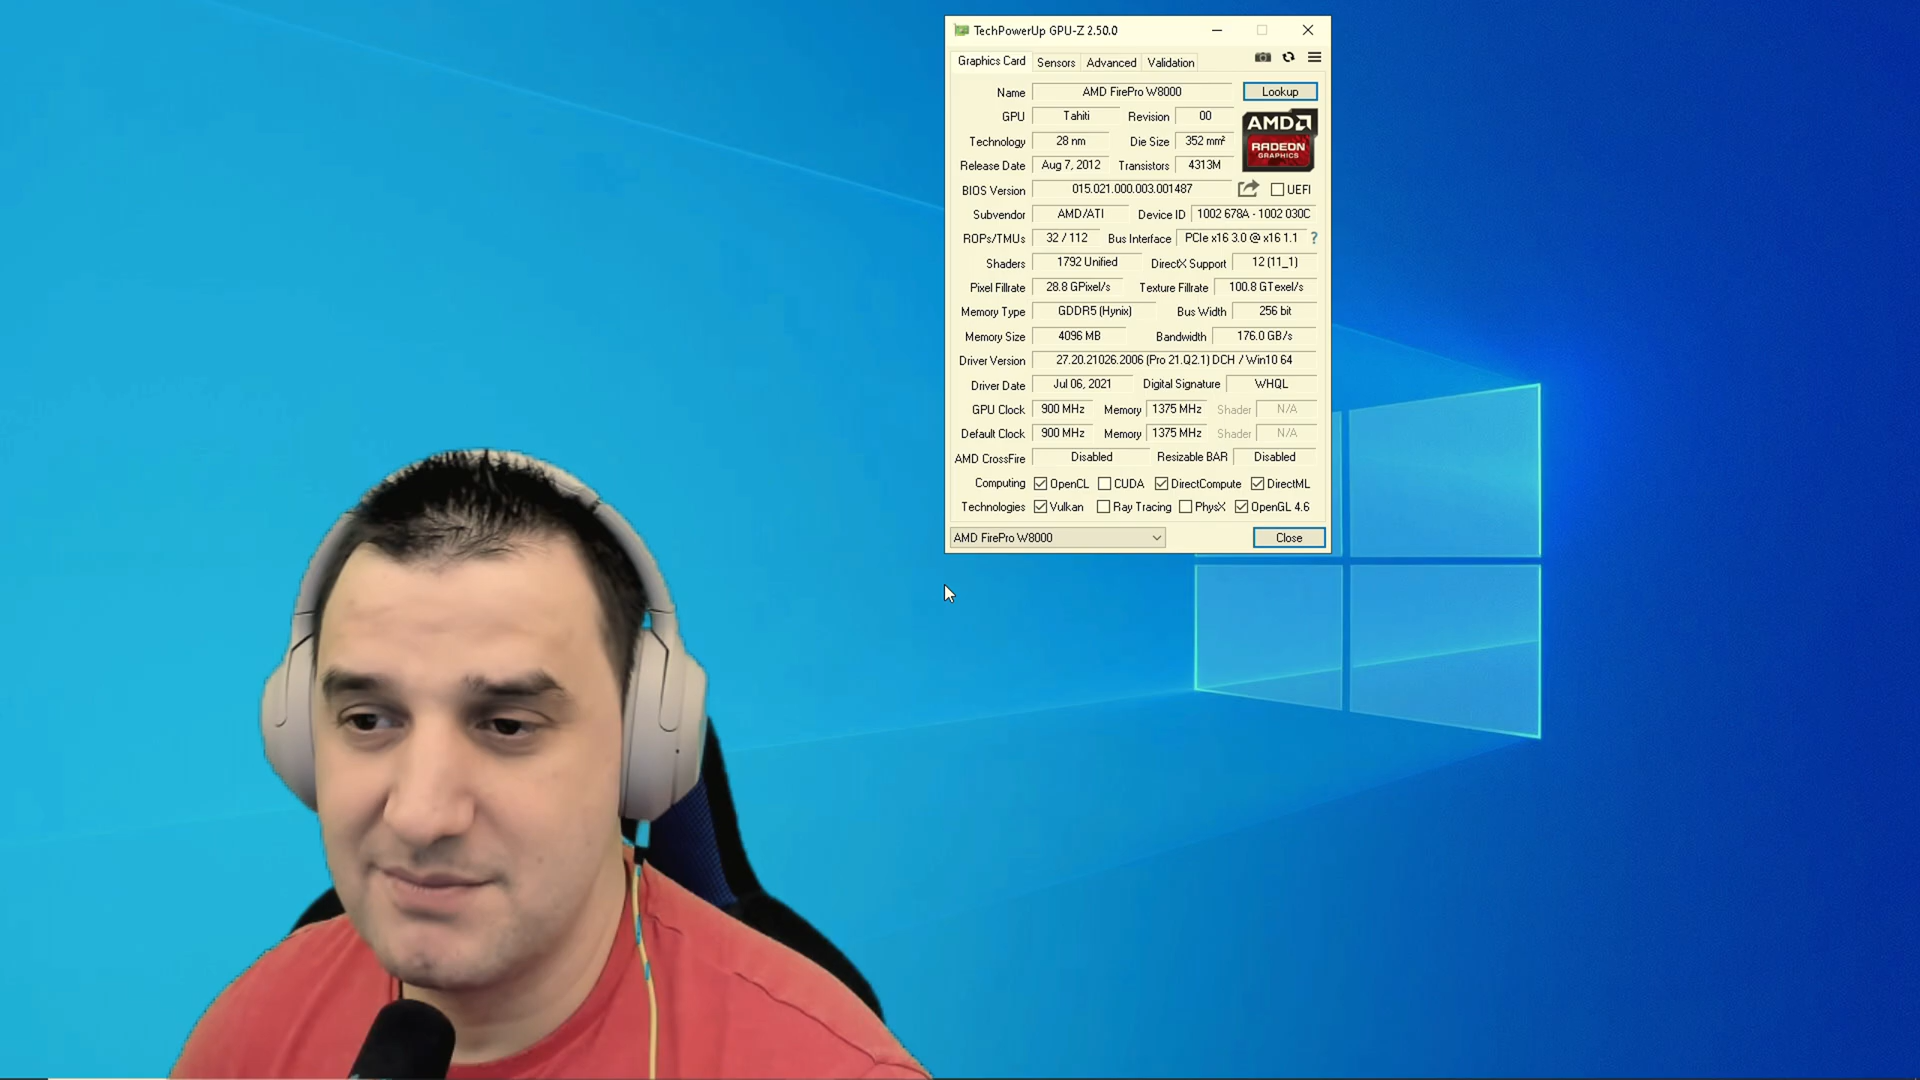 TechPowerUp GPU-Z 2.50.0
Graphics Card Sensors Advanced Validation
Name AMD FirePro W8000 Lookup
GPU Tahiti Revision 00
AMD
RADEON
GRAPHICS
Technology 28 nm Die Size 352 mm²
Release Date Aug 7, 2012 Transistors 4313M
BIOS Version 015.021.000.003.001487 UEFI
Subvendor AMD/ATI Device ID 1002 678A - 1002 030C
ROPs/TMUs 32 / 112 Bus Interface PCIe x16 3.0 @ x16 1.1 ?
Shaders 1792 Unified DirectX Support 12 (11_1)
Pixel Fillrate 28.8 GPixel/s Texture Fillrate 100.8 GTexel/s
Memory Type GDDR5 (Hynix) Bus Width 256 bit
Memory Size 4096 MB Bandwidth 176.0 GB/s
Driver Version 27.20.21026.2006 (Pro 21.Q2.1) DCH / Win10 64
Driver Date Jul 06, 2021 Digital Signature WHQL
GPU Clock 900 MHz Memory 1375 MHz Shader N/A
Default Clock 900 MHz Memory 1375 MHz Shader N/A
AMD CrossFire Disabled Resizable BAR Disabled
Computing OpenCL CUDA DirectCompute DirectML
Technologies Vulkan Ray Tracing PhysX OpenGL 4.6
AMD FirePro W8000 Close